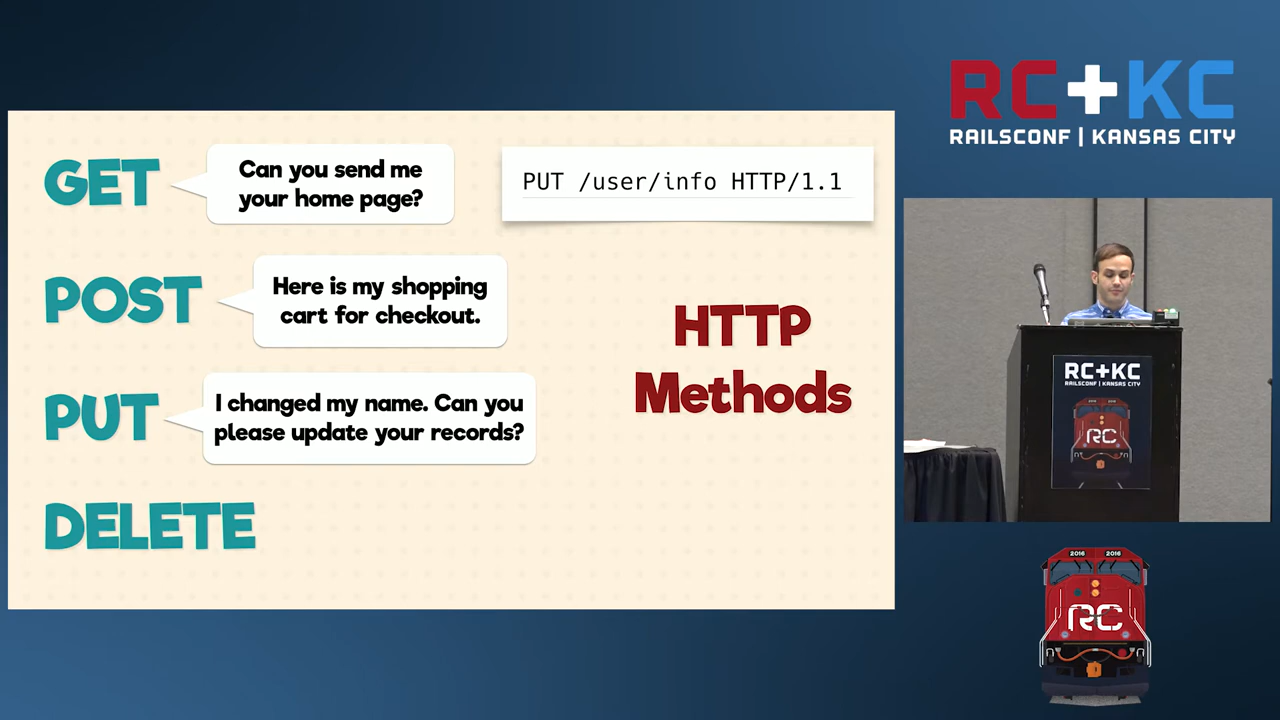 GET
Can you send me
your home page?
POST
Here is my shopping
cart for checkout.
PUT
I changed my name. Can you
please update your records?
DELETE
PUT /user/info HTTP/1.1
HTTP
Methods
RC+KC
RAILSCONF | KANSAS CITY
RC+KC
RAILSCONF | KANSAS CITY
RC
2016
2016
RC